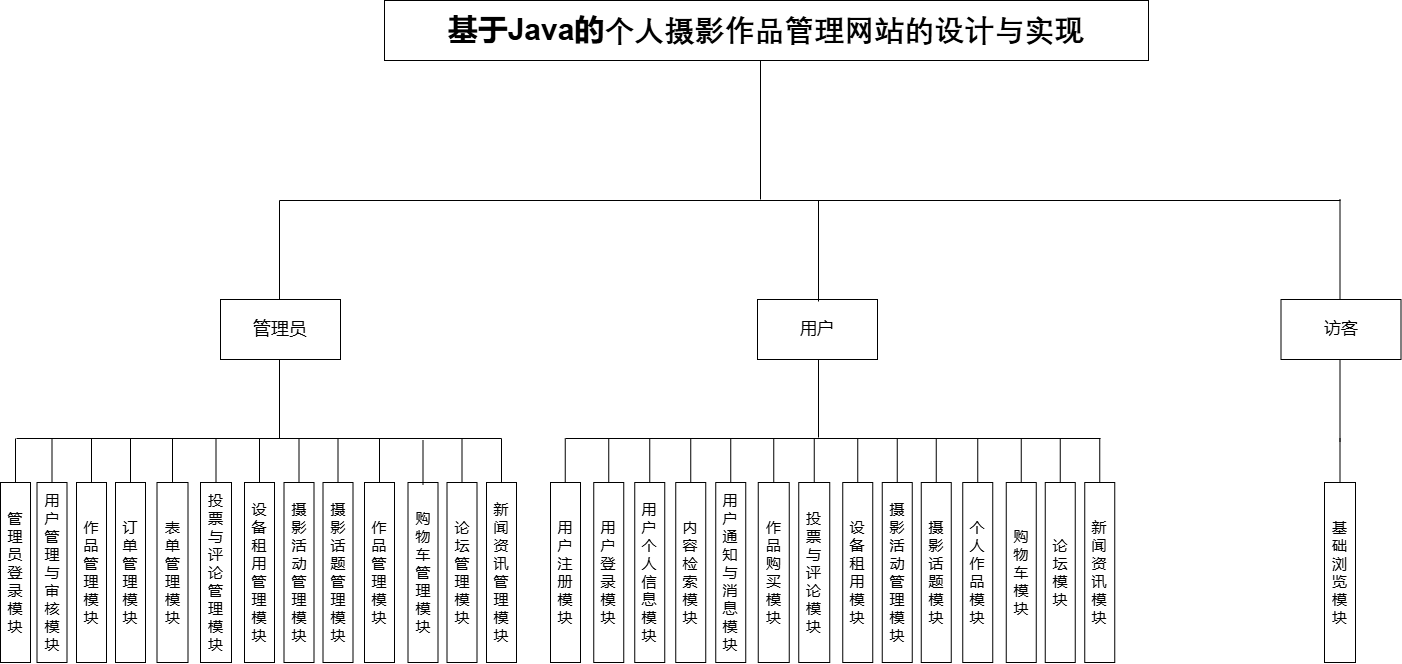 基于Java的个人摄影作品管理网站的设计与实现
管理员
用户
访客
管理员登录模块
用户管理与审核模块
作品管理模块
订单管理模块
表单管理模块
投票与评论管理模块
设备租用管理模块
摄影活动管理模块
摄影话题管理模块
作品管理模块
购物车管理模块
论坛管理模块
新闻资讯管理模块
用户注册模块
用户登录模块
用户个人信息模块
内容检索模块
用户通知与消息模块
作品购买模块
投票与评论模块
设备租用模块
摄影活动管理模块
摄影话题模块
个人作品模块
购物车模块
论坛模块
新闻资讯模块
基础浏览模块